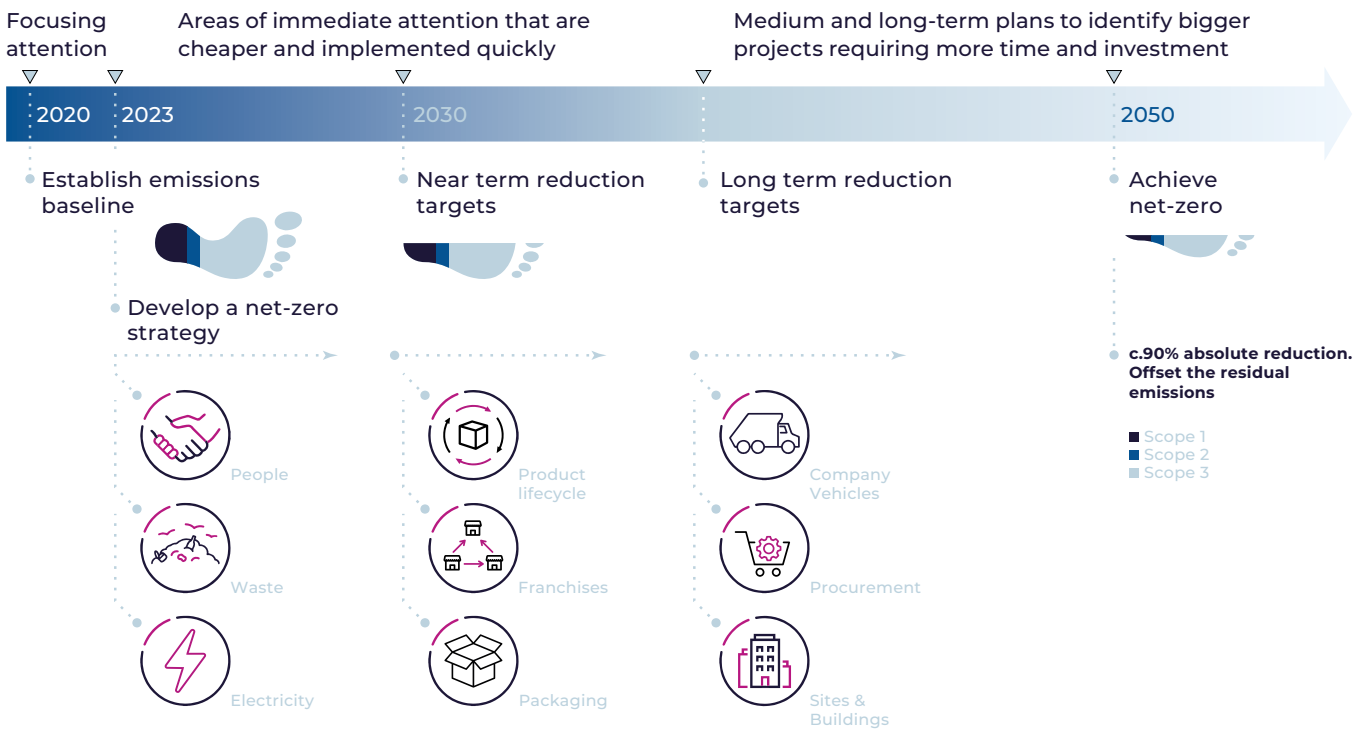 Focusing
attention
Areas of immediate attention that are
cheaper and implemented quickly
Medium and long-term plans to identify bigger
projects requiring more time and investment
2020
2023
2030
2050
Establish emissions
baseline
Near term reduction
targets
Long term reduction
targets
Achieve
net-zero
Develop a net-zero
strategy
c.90% absolute reduction.
Offset the residual
emissions
Scope 1
Scope 2
Scope 3
People
Waste
Electricity
Product
lifecycle
Franchises
Packaging
Company
Vehicles
Procurement
Sites &
Buildings